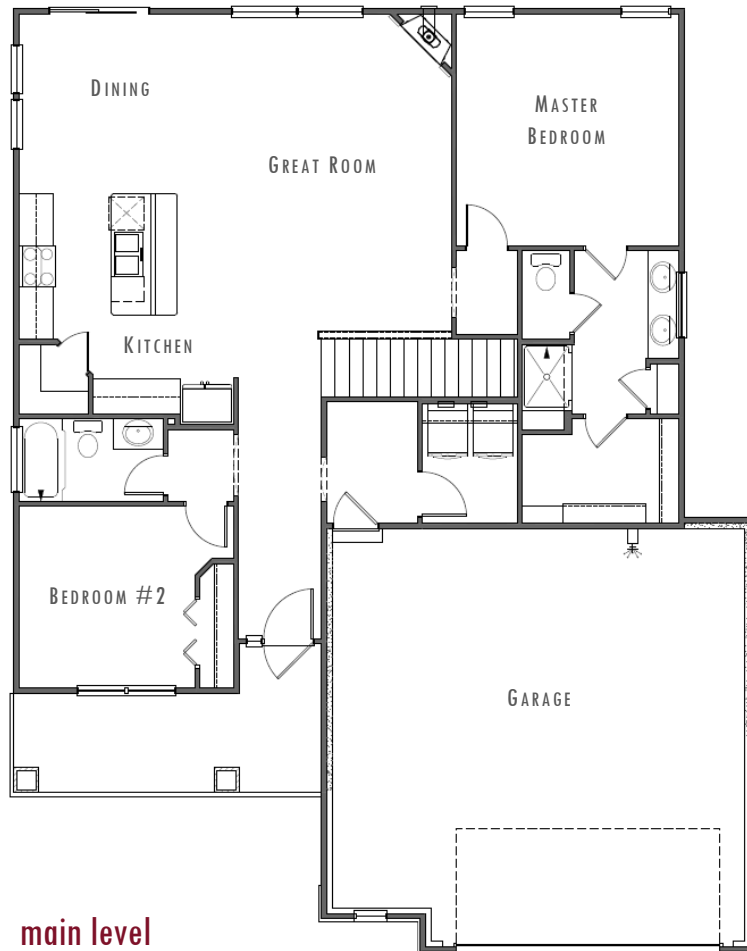 Dining
Master
Bedroom
Great Room
Kitchen
Bedroom #2
Garage
main level